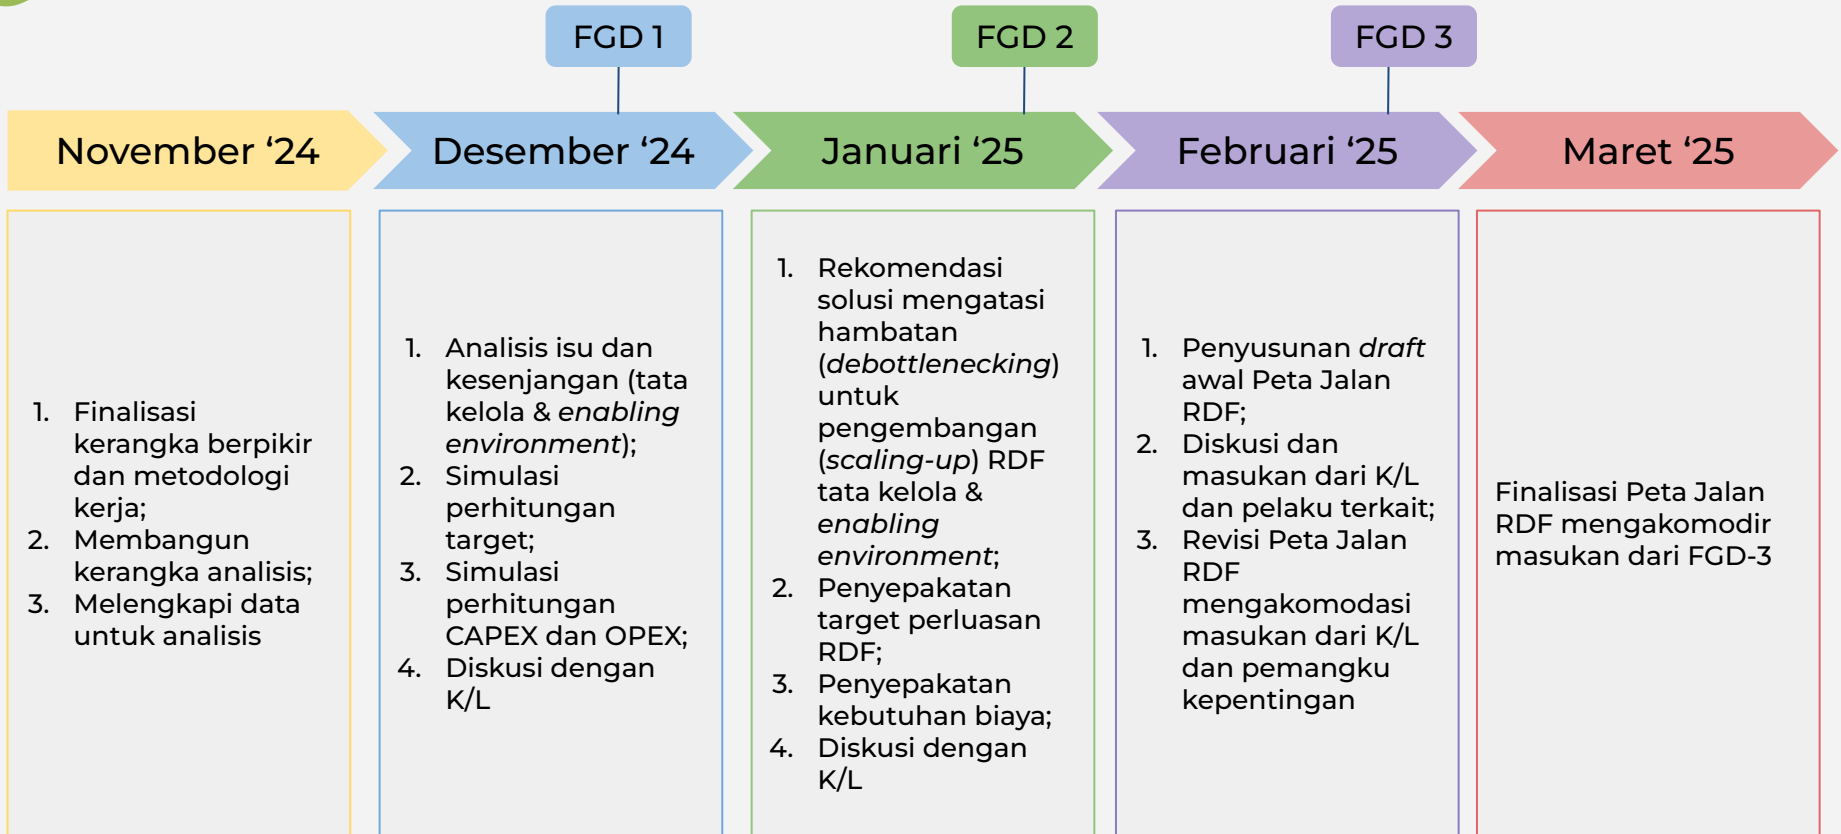 FGD 1
FGD 2
FGD 3
November ‘24
Desember ‘24
Januari ‘25
Februari ‘25
Maret ‘25
1. Finalisasi
kerangka berpikir
dan metodologi
kerja;
2. Membangun
kerangka analisis;
3. Melengkapi data
untuk analisis
1. Analisis isu dan
kesenjangan (tata
kelola & enabling
environment);
2. Simulasi
perhitungan
target;
3. Simulasi
perhitungan
CAPEX dan OPEX;
4. Diskusi dengan
K/L
1. Rekomendasi
solusi mengatasi
hambatan
(debottlenecking)
untuk
pengembangan
(scaling-up) RDF
tata kelola &
enabling
environment;
2. Penyepakatan
target perluasan
RDF;
3. Penyepakatan
kebutuhan biaya;
4. Diskusi dengan
K/L
1. Penyusunan draft
awal Peta Jalan
RDF;
2. Diskusi dan
masukan dari K/L
dan pelaku terkait;
3. Revisi Peta Jalan
RDF
mengakomodasi
masukan dari K/L
dan pemangku
kepentingan
Finalisasi Peta Jalan
RDF mengakomodir
masukan dari FGD-3